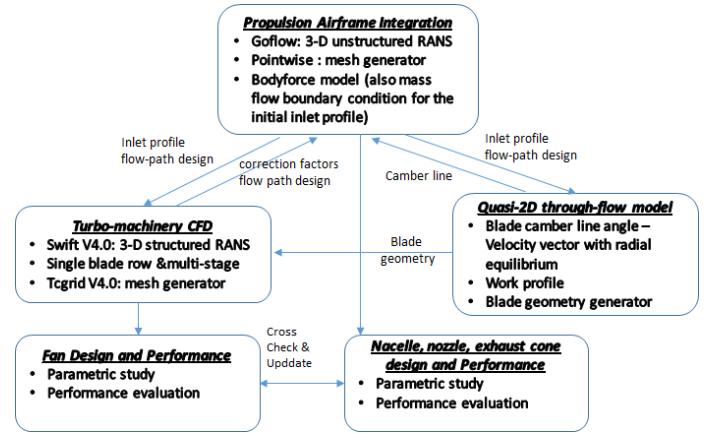 Propulsion Airframe Integration
• Goflow: 3-D unstructured RANS
• Pointwise : mesh generator
• Bodyforce model (also mass
flow boundary condition for the
initial inlet profile)
Inlet profile
flow-path design
correction factors
flow path design
Camber line
Inlet profile
flow-path design
Turbo-machinery CFD
• Swift V4.0: 3-D structured RANS
• Single blade row &multi-stage
• Tcgrid V4.0: mesh generator
Blade
geometry
Quasi-2D through-flow model
• Blade camber line angle –
Velocity vector with radial
equilibrium
• Work profile
• Blade geometry generator
Fan Design and Performance
• Parametric study
• Performance evaluation
Cross
Check &
Upddate
Nacelle, nozzle, exhaust cone
design and Performance
• Parametric study
• Performance evaluation